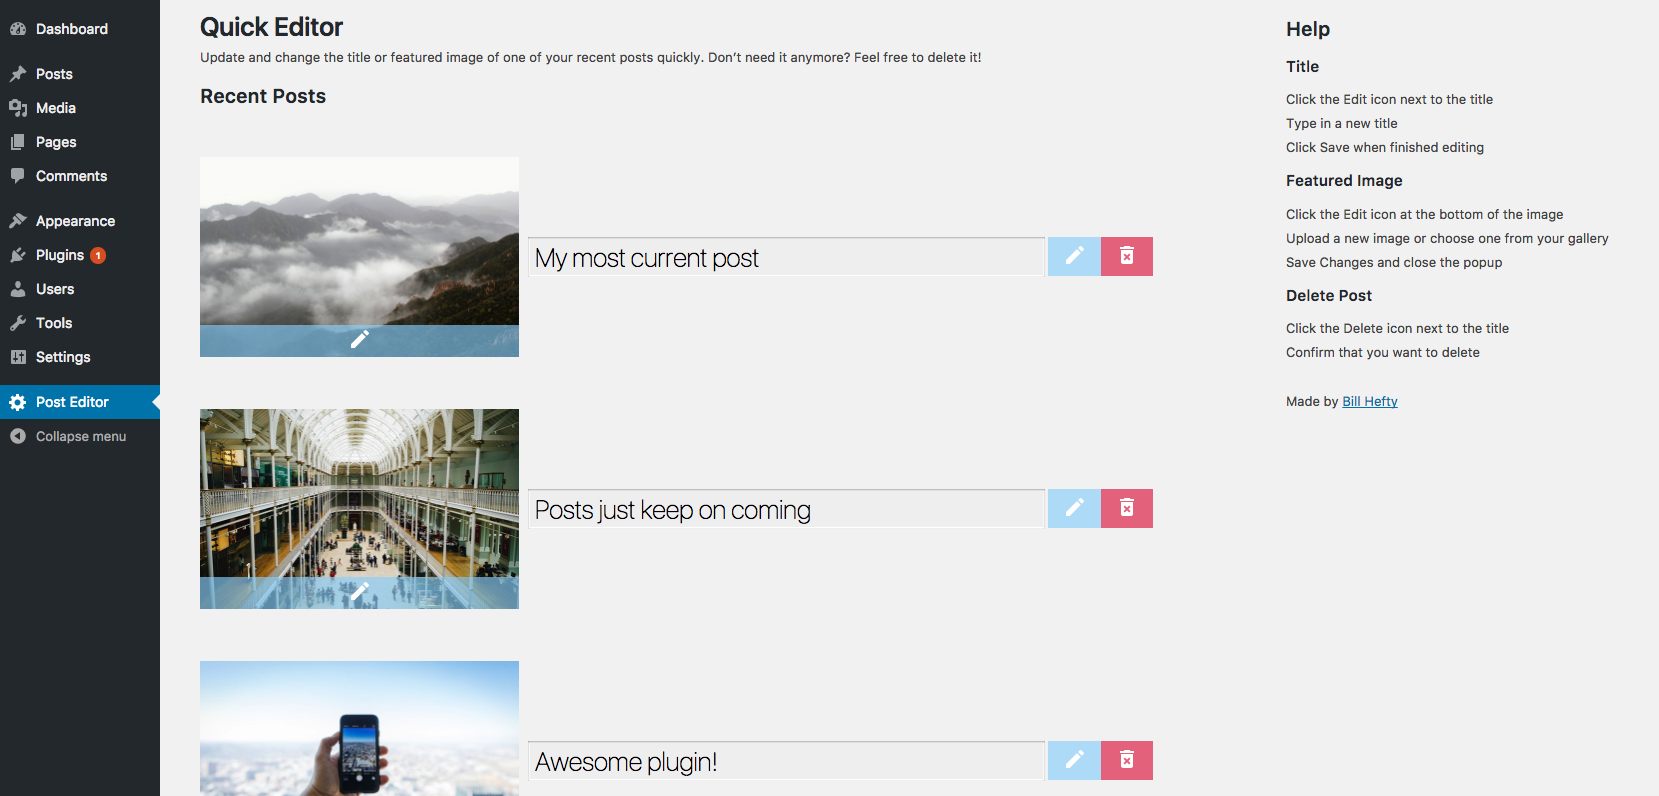 Dashboard
Posts
Media
Pages
Comments
Appearance
Plugins 1
Users
Tools
Settings
Post Editor
Collapse menu
Quick Editor
Update and change the title or featured image of one of your recent posts quickly. Don’t need it anymore? Feel free to delete it!
Recent Posts
My most current post
Posts just keep on coming
Awesome plugin!
Help
Title
Click the Edit icon next to the title
Type in a new title
Click Save when finished editing
Featured Image
Click the Edit icon at the bottom of the image
Upload a new image or choose one from your gallery
Save Changes and close the popup
Delete Post
Click the Delete icon next to the title
Confirm that you want to delete
Made by Bill Hefty